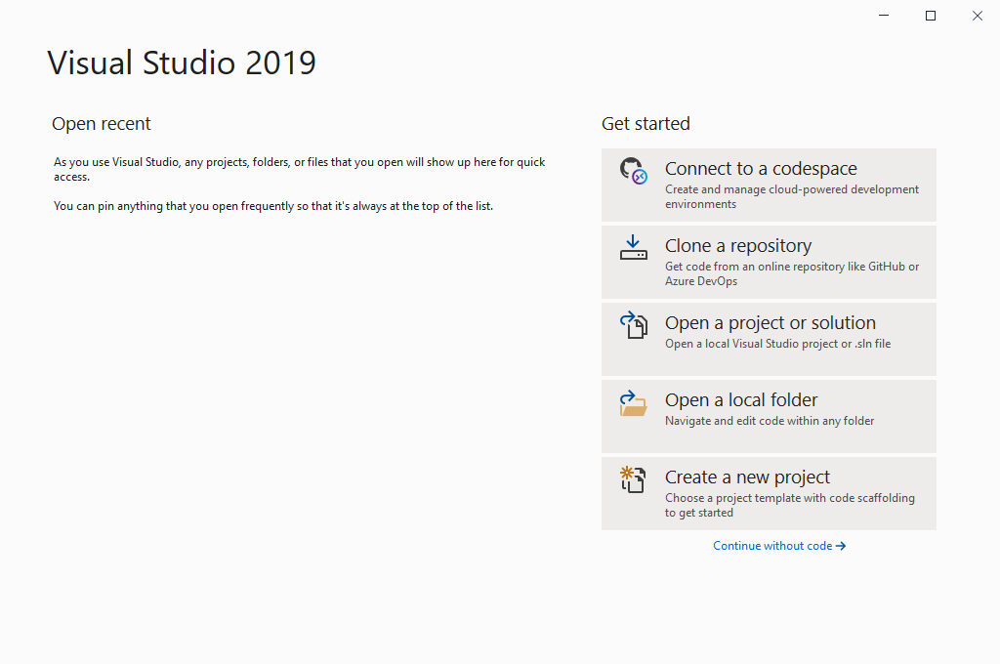 Visual Studio 2019
Open recent
As you use Visual Studio, any projects, folders, or files that you open will show up here for quick
access.
You can pin anything that you open frequently so that it's always at the top of the list.
Get started
Connect to a codespace
Create and manage cloud-powered development
environments
Clone a repository
Get code from an online repository like GitHub or
Azure DevOps
Open a project or solution
Open a local Visual Studio project or .sln file
Open a local folder
Navigate and edit code within any folder
Create a new project
Choose a project template with code scaffolding
to get started
Continue without code →